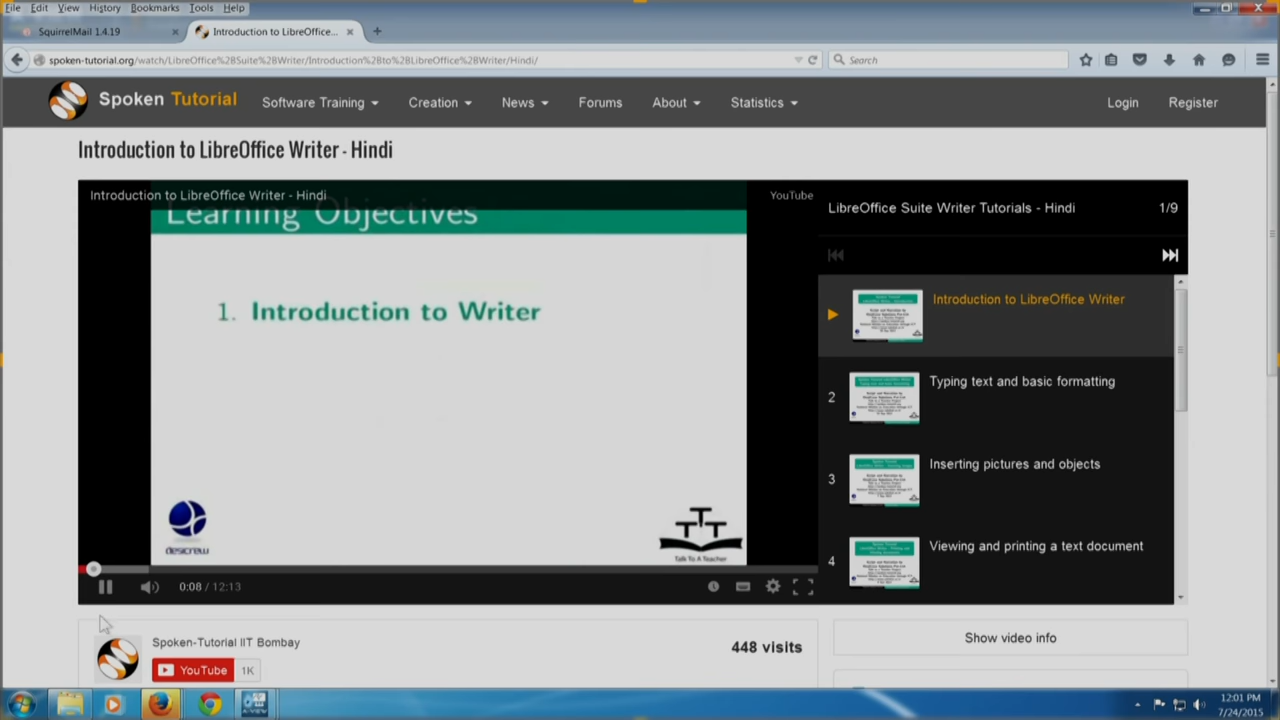 File Edit View History Bookmarks Tools Help
SquirrelMail 1.4.19
Introduction to LibreOffice...
spoken-tutorial.org/watch/LibreOffice%2BSuite%2BWriter/Introduction%2Bto%2BLibreOffice%2BWriter/Hindi/
Search
Spoken Tutorial
Software Training
Creation
News
Forums
About
Statistics
Login
Register
Introduction to LibreOffice Writer - Hindi
Introduction to LibreOffice Writer - Hindi
YouTube
Learning Objectives
1. Introduction to Writer
desicrew
TTT
Talk To A Teacher
0:08 / 12:13
LibreOffice Suite Writer Tutorials - Hindi 1/9
Introduction to LibreOffice Writer
2 Typing text and basic formatting
3 Inserting pictures and objects
4 Viewing and printing a text document
Spoken-Tutorial IIT Bombay
YouTube 1K
448 visits
Show video info
12:01 PM
7/24/2015